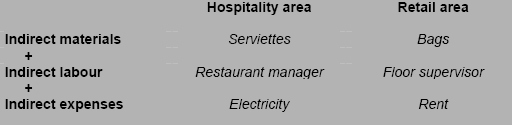 Hospitality area Retail area
Indirect materials Serviettes Bags
+
Indirect labour Restaurant manager Floor supervisor
+
Indirect expenses Electricity Rent